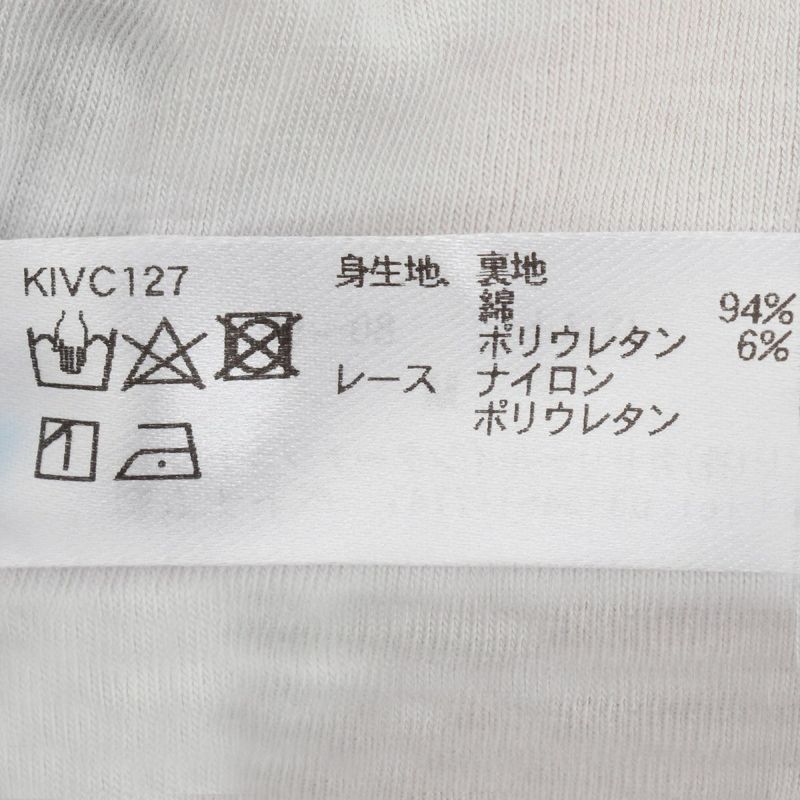 KIVC127
身生地、裏地
綿 94%
ポリウレタン 6%
レース ナイロン
ポリウレタン